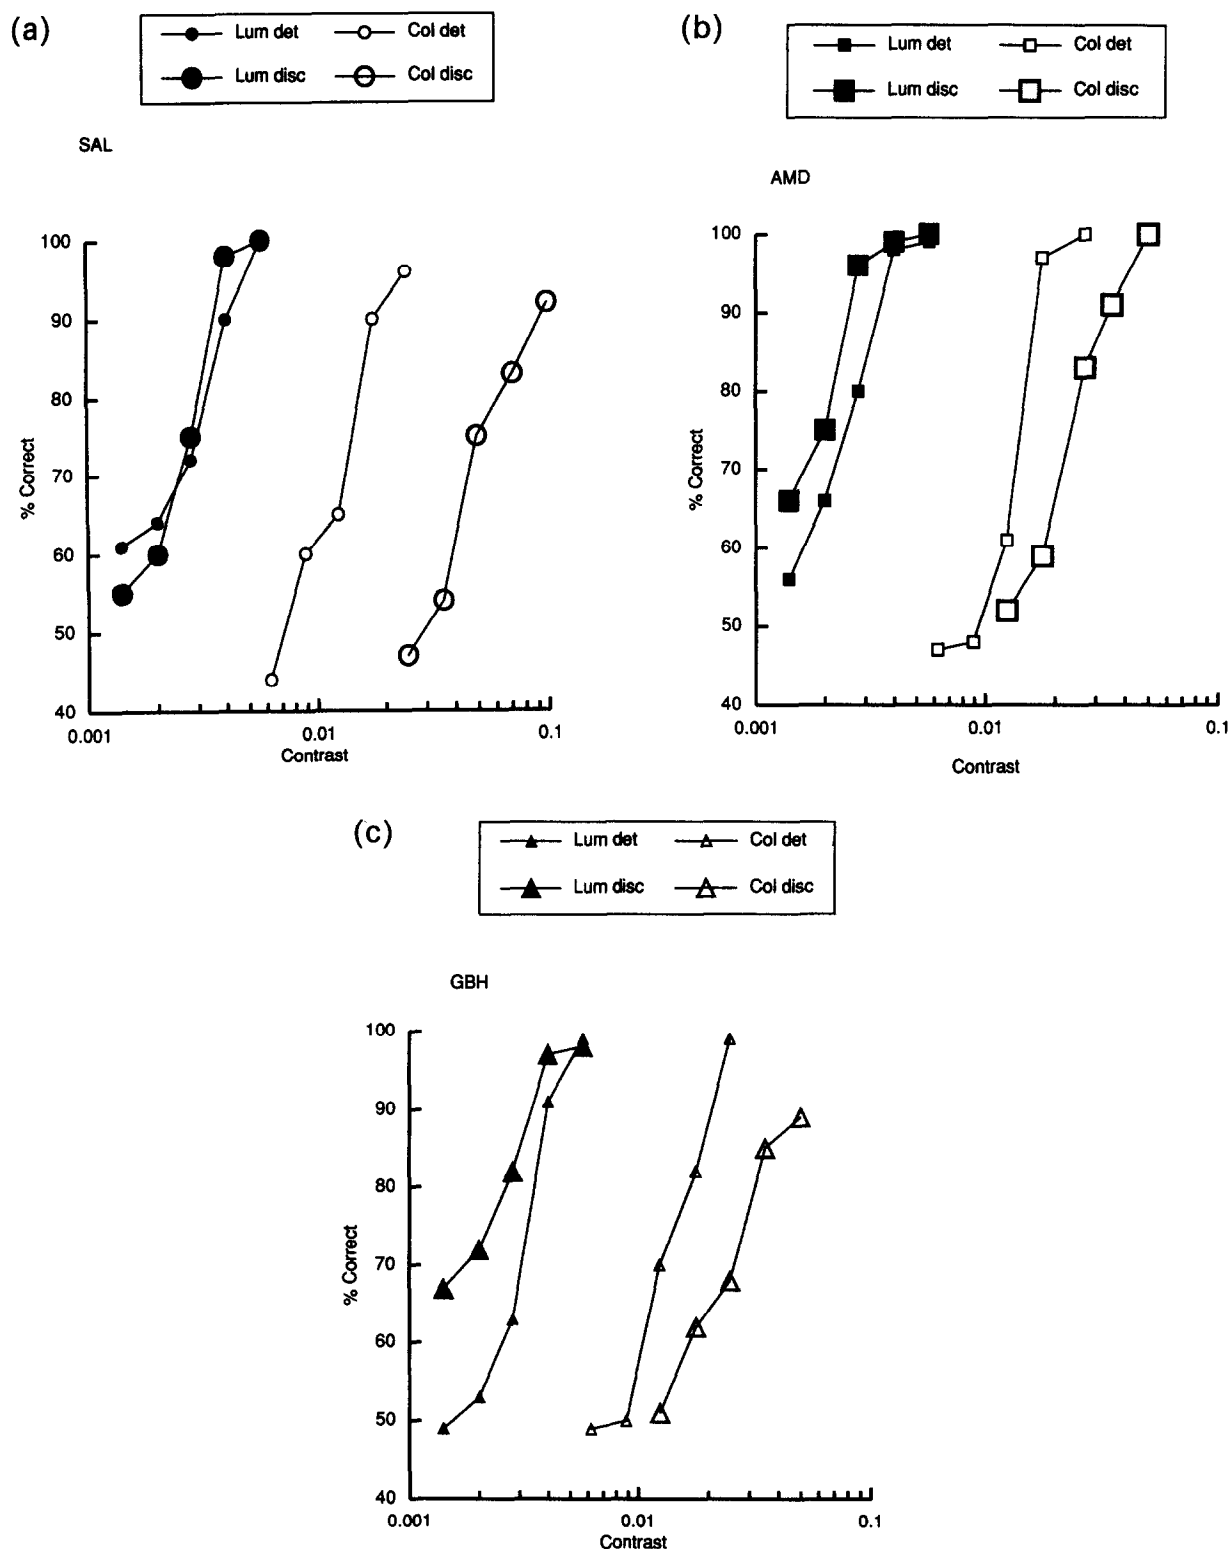 (a)
Lum det
Col det
Lum disc
Col disc
SAL
100
90
80
70
60
50
40
% Correct
0.001
0.01
0.1
Contrast
(b)
Lum det
Col det
Lum disc
Col disc
AMD
100
90
80
70
60
50
40
% Correct
0.001
0.01
0.1
Contrast
(c)
Lum det
Col det
Lum disc
Col disc
GBH
100
90
80
70
60
50
40
% Correct
0.001
0.01
0.1
Contrast